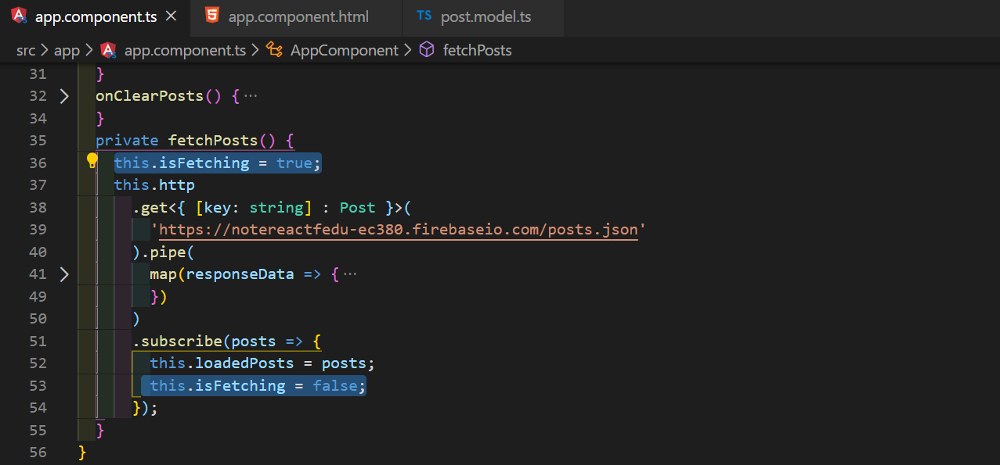 app.component.ts
app.component.html
TS post.model.ts
src > app > app.component.ts > AppComponent > fetchPosts
31 }
32 > onClearPosts() {···
34 }
35 private fetchPosts() {
36 this.isFetching = true;
37 this.http
38 .get<{ [key: string] : Post }>(
39 'https://notereactfedu-ec380.firebaseio.com/posts.json'
40 ).pipe(
41 > map(responseData => {···
49 })
50 )
51 .subscribe(posts => {
52 this.loadedPosts = posts;
53 this.isFetching = false;
54 });
55 }
56 }